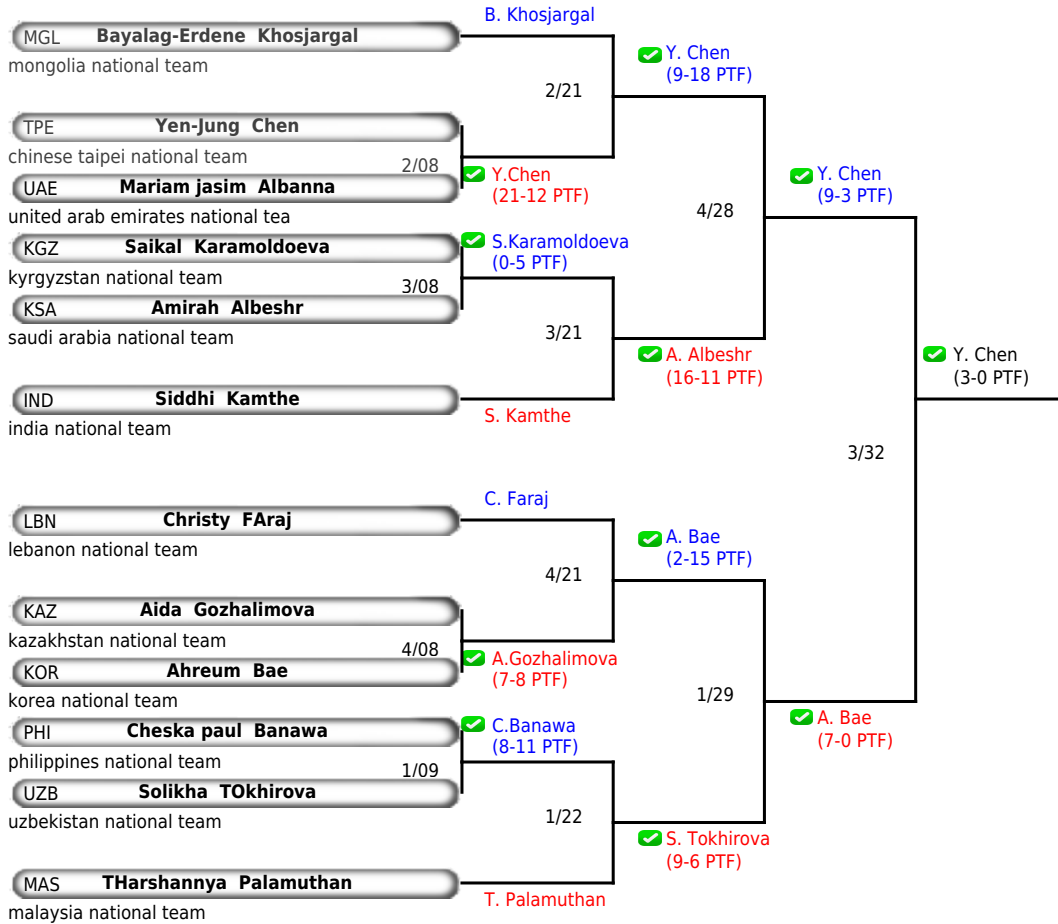 B. Khosjargal
MGL Bayalag-Erdene Khosjargal
mongolia national team
2/21
Y. Chen
(9-18 PTF)
TPE Yen-Jung Chen
chinese taipei national team
2/08
Y.Chen
(21-12 PTF)
UAE Mariam jasim Albanna
united arab emirates national tea
4/28
Y. Chen
(9-3 PTF)
KGZ Saikal Karamoldoeva
kyrgyzstan national team
S.Karamoldoeva
(0-5 PTF)
3/08
KSA Amirah Albeshr
saudi arabia national team
3/21
A. Albeshr
(16-11 PTF)
IND Siddhi Kamthe
india national team
S. Kamthe
Y. Chen
(3-0 PTF)
3/32
C. Faraj
LBN Christy FAraj
lebanon national team
4/21
A. Bae
(2-15 PTF)
KAZ Aida Gozhalimova
kazakhstan national team
4/08
A.Gozhalimova
(7-8 PTF)
KOR Ahreum Bae
korea national team
1/29
A. Bae
(7-0 PTF)
PHI Cheska paul Banawa
philippines national team
C.Banawa
(8-11 PTF)
1/09
UZB Solikha TOkhirova
uzbekistan national team
1/22
S. Tokhirova
(9-6 PTF)
MAS THarshannya Palamuthan
malaysia national team
T. Palamuthan